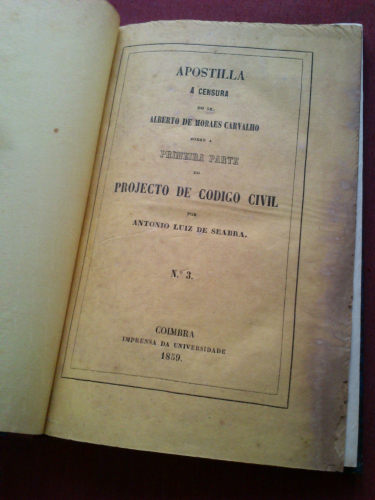 APOSTILLA
Á CENSURA
DO SR.
ALBERTO DE MORAES CARVALHO
SOBRE A
PRIMEIRA PARTE
DO
PROJECTO DE CODIGO CIVIL
POR
ANTONIO LUIZ DE SEABRA.
N.º 3.
COIMBRA
IMPRENSA DA UNIVERSIDADE
1859.